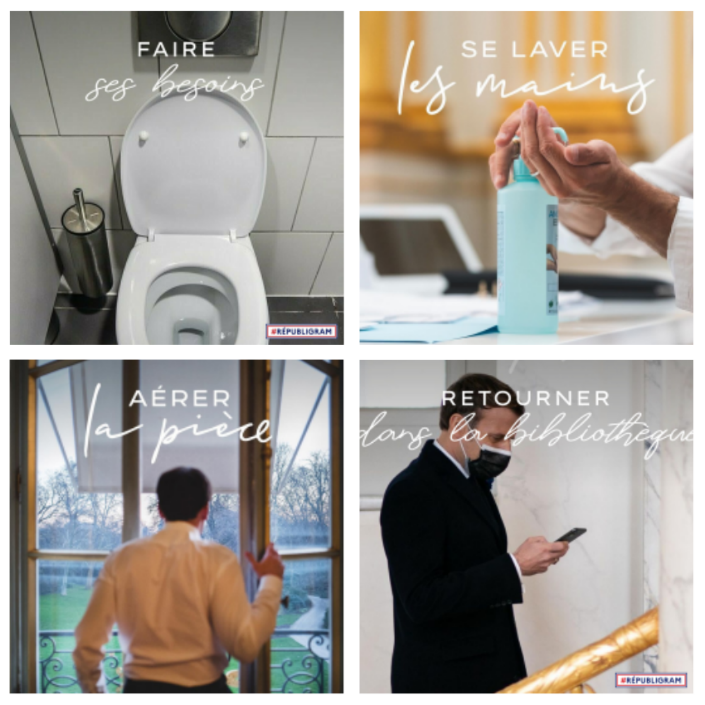 FAIRE
ses besoins
#RÉPUBLIGRAM
SE LAVER
les mains
AÉRER
la pièce
RETOURNER
dans la bibliothèque
#RÉPUBLIGRAM